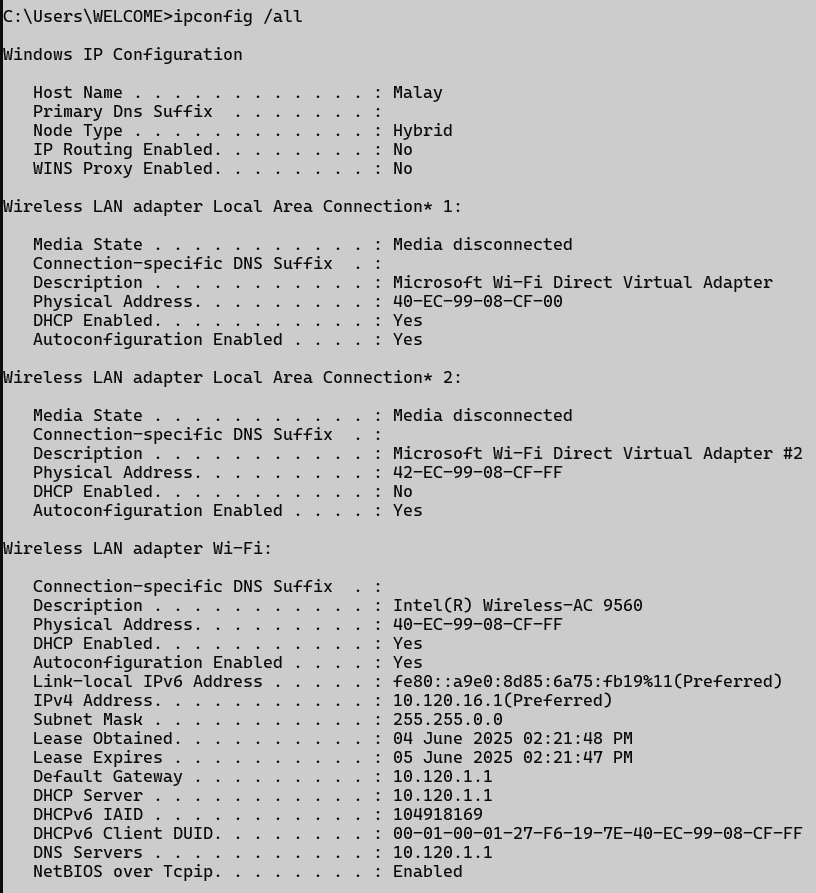 C:\Users\WELCOME>ipconfig /all
Windows IP Configuration
Host Name . . . . . . . . . . . . : Malay
Primary Dns Suffix  . . . . . . . :
Node Type . . . . . . . . . . . . : Hybrid
IP Routing Enabled. . . . . . . . : No
WINS Proxy Enabled. . . . . . . . : No
Wireless LAN adapter Local Area Connection* 1:
Media State . . . . . . . . . . . : Media disconnected
Connection-specific DNS Suffix  . :
Description . . . . . . . . . . . : Microsoft Wi-Fi Direct Virtual Adapter
Physical Address. . . . . . . . . : 40-EC-99-08-CF-00
DHCP Enabled. . . . . . . . . . . : Yes
Autoconfiguration Enabled . . . . : Yes
Wireless LAN adapter Local Area Connection* 2:
Media State . . . . . . . . . . . : Media disconnected
Connection-specific DNS Suffix  . :
Description . . . . . . . . . . . : Microsoft Wi-Fi Direct Virtual Adapter #2
Physical Address. . . . . . . . . : 42-EC-99-08-CF-FF
DHCP Enabled. . . . . . . . . . . : No
Autoconfiguration Enabled . . . . : Yes
Wireless LAN adapter Wi-Fi:
Connection-specific DNS Suffix  . :
Description . . . . . . . . . . . : Intel(R) Wireless-AC 9560
Physical Address. . . . . . . . . : 40-EC-99-08-CF-FF
DHCP Enabled. . . . . . . . . . . : Yes
Autoconfiguration Enabled . . . . : Yes
Link-local IPv6 Address . . . . . : fe80::a9e0:8d85:6a75:fb19%11(Preferred)
IPv4 Address. . . . . . . . . . . : 10.120.16.1(Preferred)
Subnet Mask . . . . . . . . . . . : 255.255.0.0
Lease Obtained. . . . . . . . . . : 04 June 2025 02:21:48 PM
Lease Expires . . . . . . . . . . : 05 June 2025 02:21:47 PM
Default Gateway . . . . . . . . . : 10.120.1.1
DHCP Server . . . . . . . . . . . : 10.120.1.1
DHCPv6 IAID . . . . . . . . . . . : 104918169
DHCPv6 Client DUID. . . . . . . . : 00-01-00-01-27-F6-19-7E-40-EC-99-08-CF-FF
DNS Servers . . . . . . . . . . . : 10.120.1.1
NetBIOS over Tcpip. . . . . . . . : Enabled